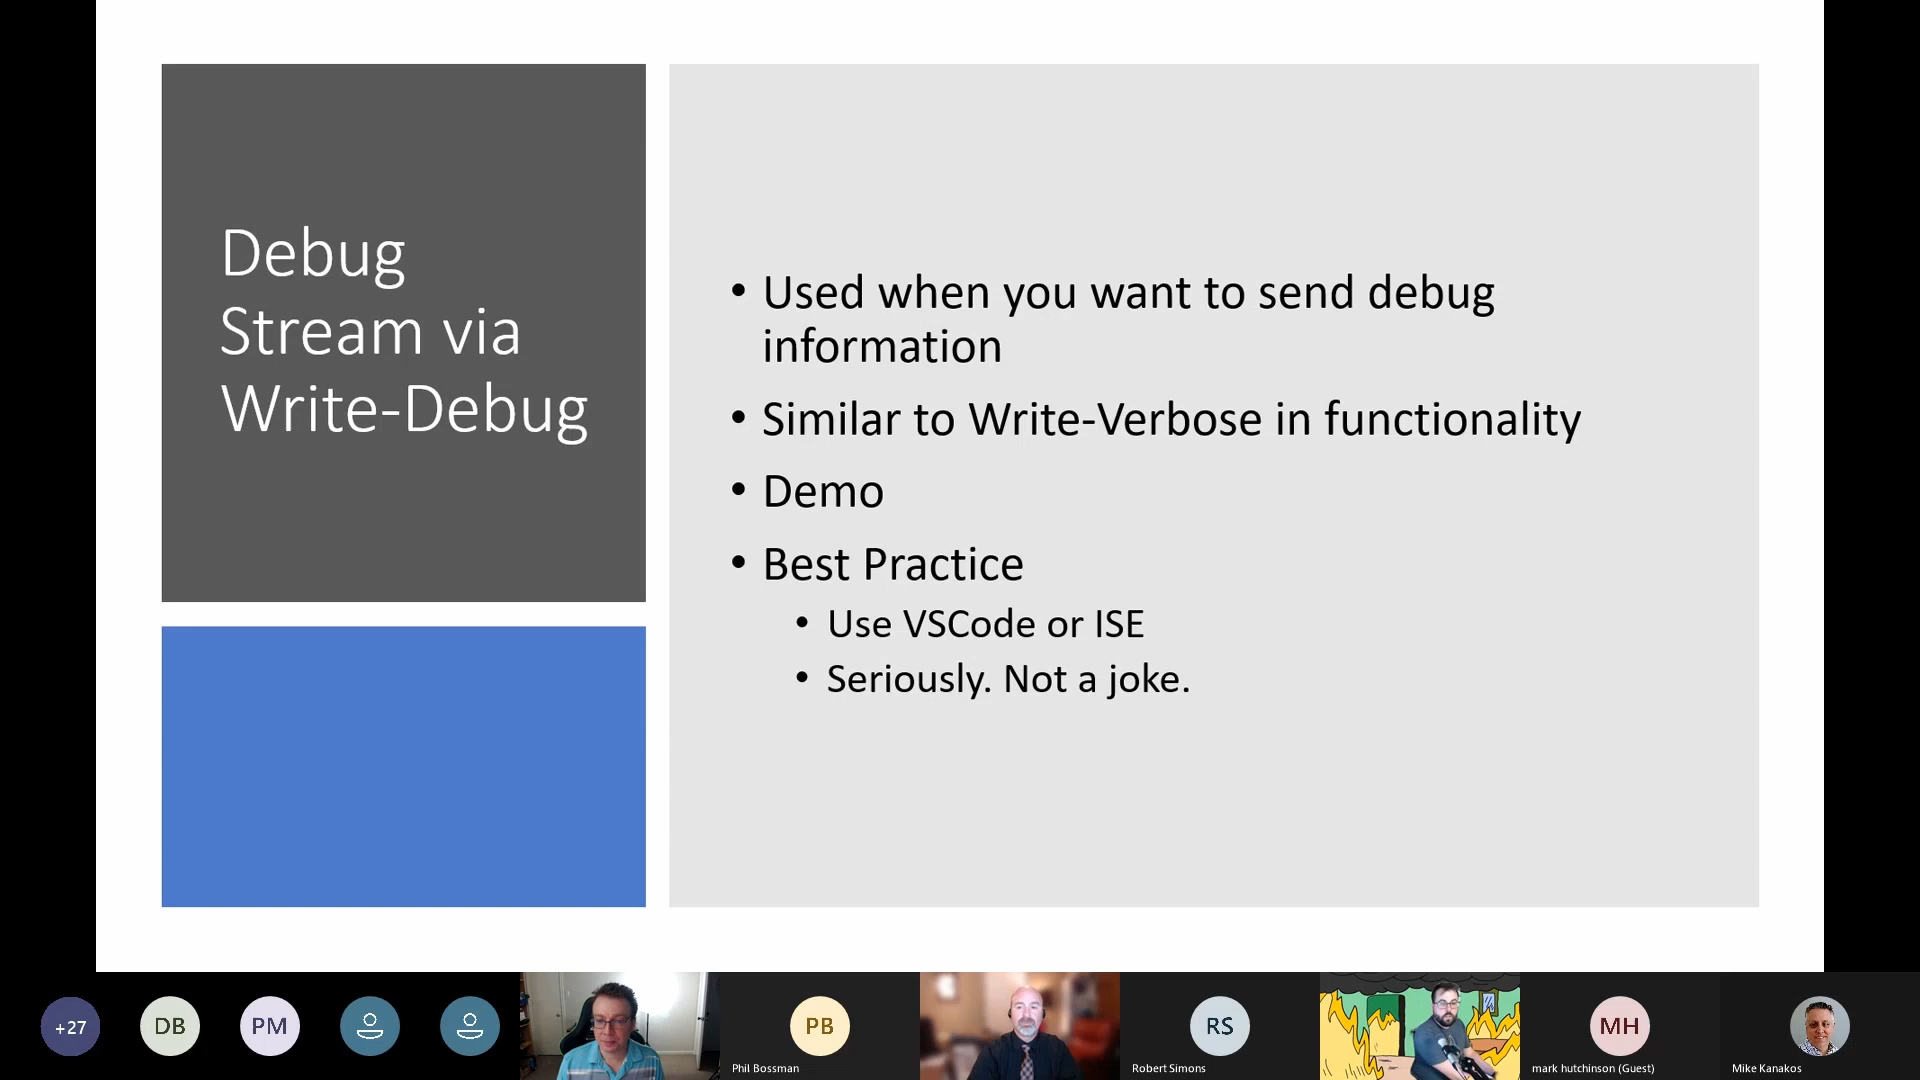 Debug
Stream via
Write-Debug
• Used when you want to send debug
information
• Similar to Write-Verbose in functionality
• Demo
• Best Practice
• Use VSCode or ISE
• Seriously. Not a joke.
+27
DB
PM
PB
Phil Bossman
RS
Robert Simons
MH
mark hutchinson (Guest)
Mike Kanakos